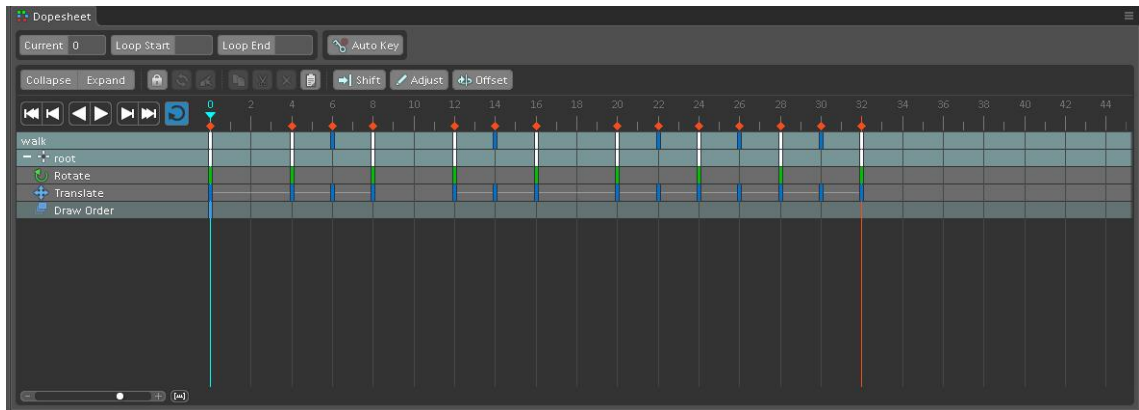 Dopesheet
Current 0 Loop Start Loop End Auto Key
Collapse Expand Shift Adjust Offset
0 2 4 6 8 10 12 14 16 18 20 22 24 26 28 30 32 34 36 38 40 42 44
walk
root
Rotate
Translate
Draw Order